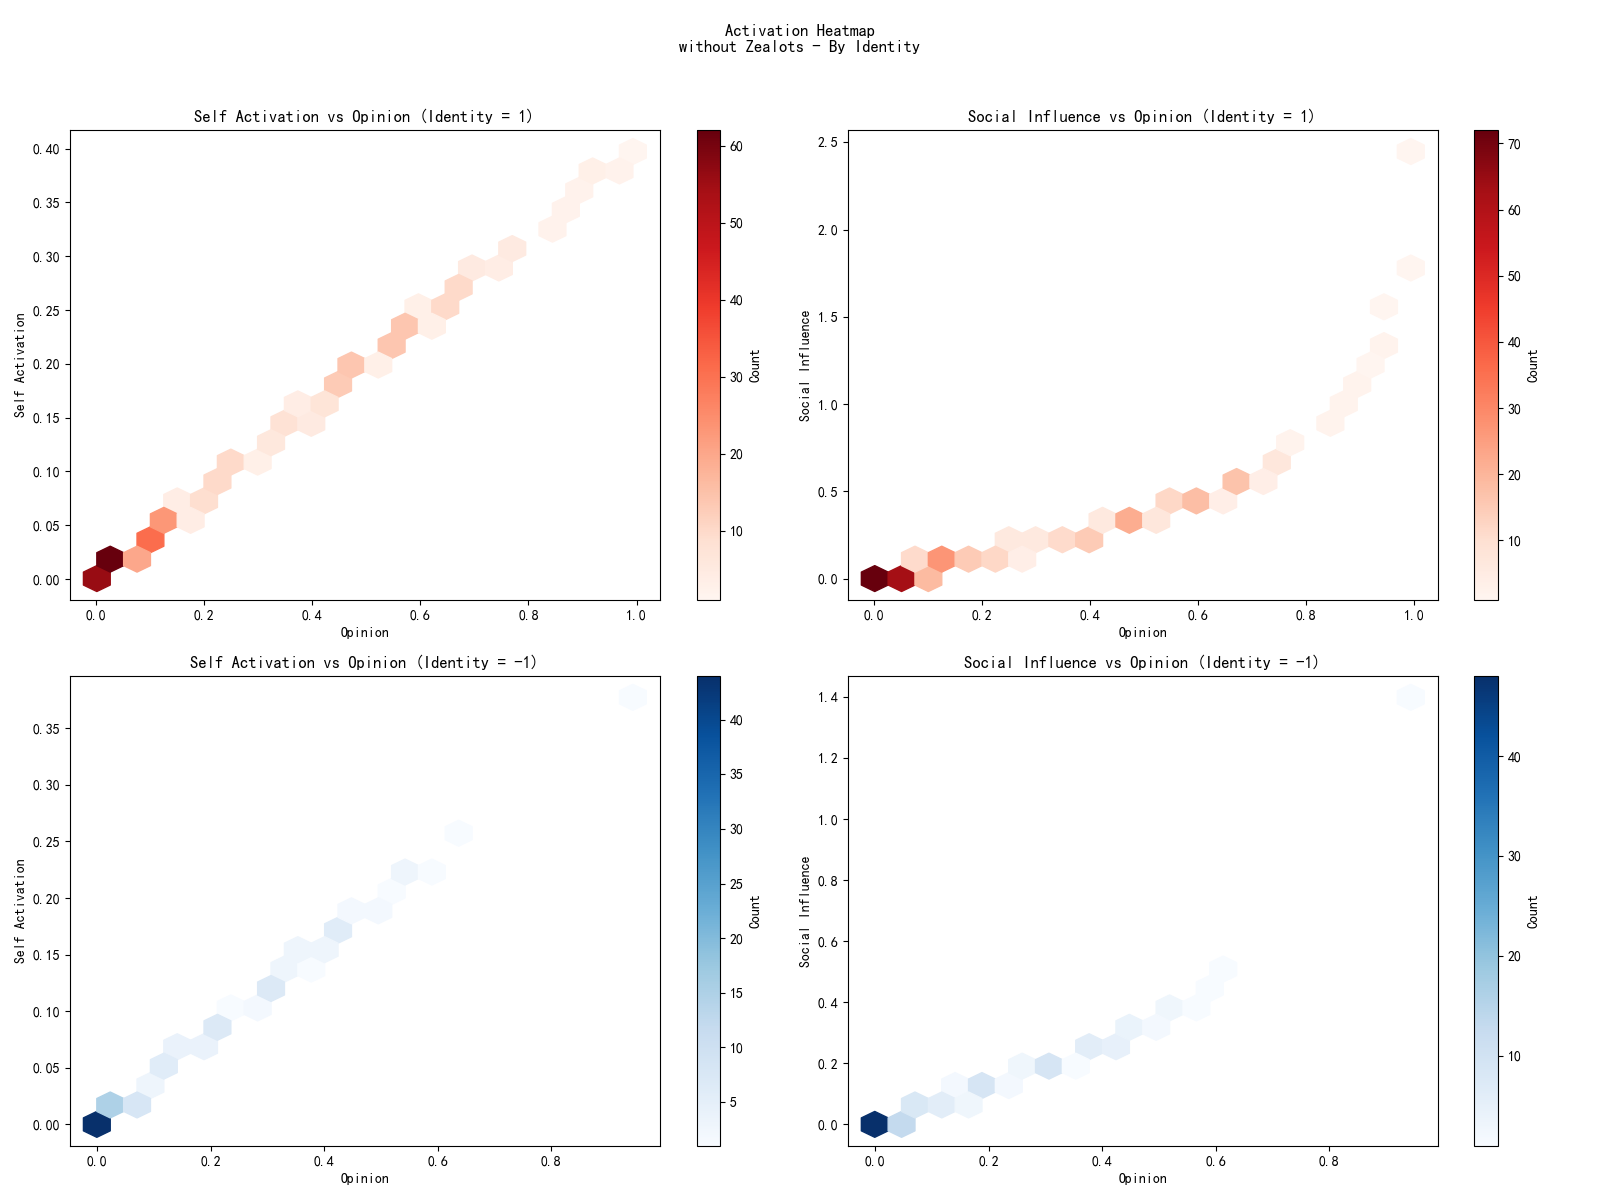 Activation Heatmap
without Zealots - By Identity
Self Activation vs Opinion (Identity = 1)
0.40
0.35
0.30
0.25
0.20
0.15
0.10
0.05
0.00
Self Activation
0.0 0.2 0.4 0.6 0.8 1.0
Opinion
60
50
40
30
20
10
Count
Social Influence vs Opinion (Identity = 1)
2.5
2.0
1.5
1.0
0.5
0.0
Social Influence
0.0 0.2 0.4 0.6 0.8 1.0
Opinion
70
60
50
40
30
20
10
Count
Self Activation vs Opinion (Identity = -1)
0.35
0.30
0.25
0.20
0.15
0.10
0.05
0.00
Self Activation
0.0 0.2 0.4 0.6 0.8
Opinion
40
35
30
25
20
15
10
5
Count
Social Influence vs Opinion (Identity = -1)
1.4
1.2
1.0
0.8
0.6
0.4
0.2
0.0
Social Influence
0.0 0.2 0.4 0.6 0.8
Opinion
40
30
20
10
Count